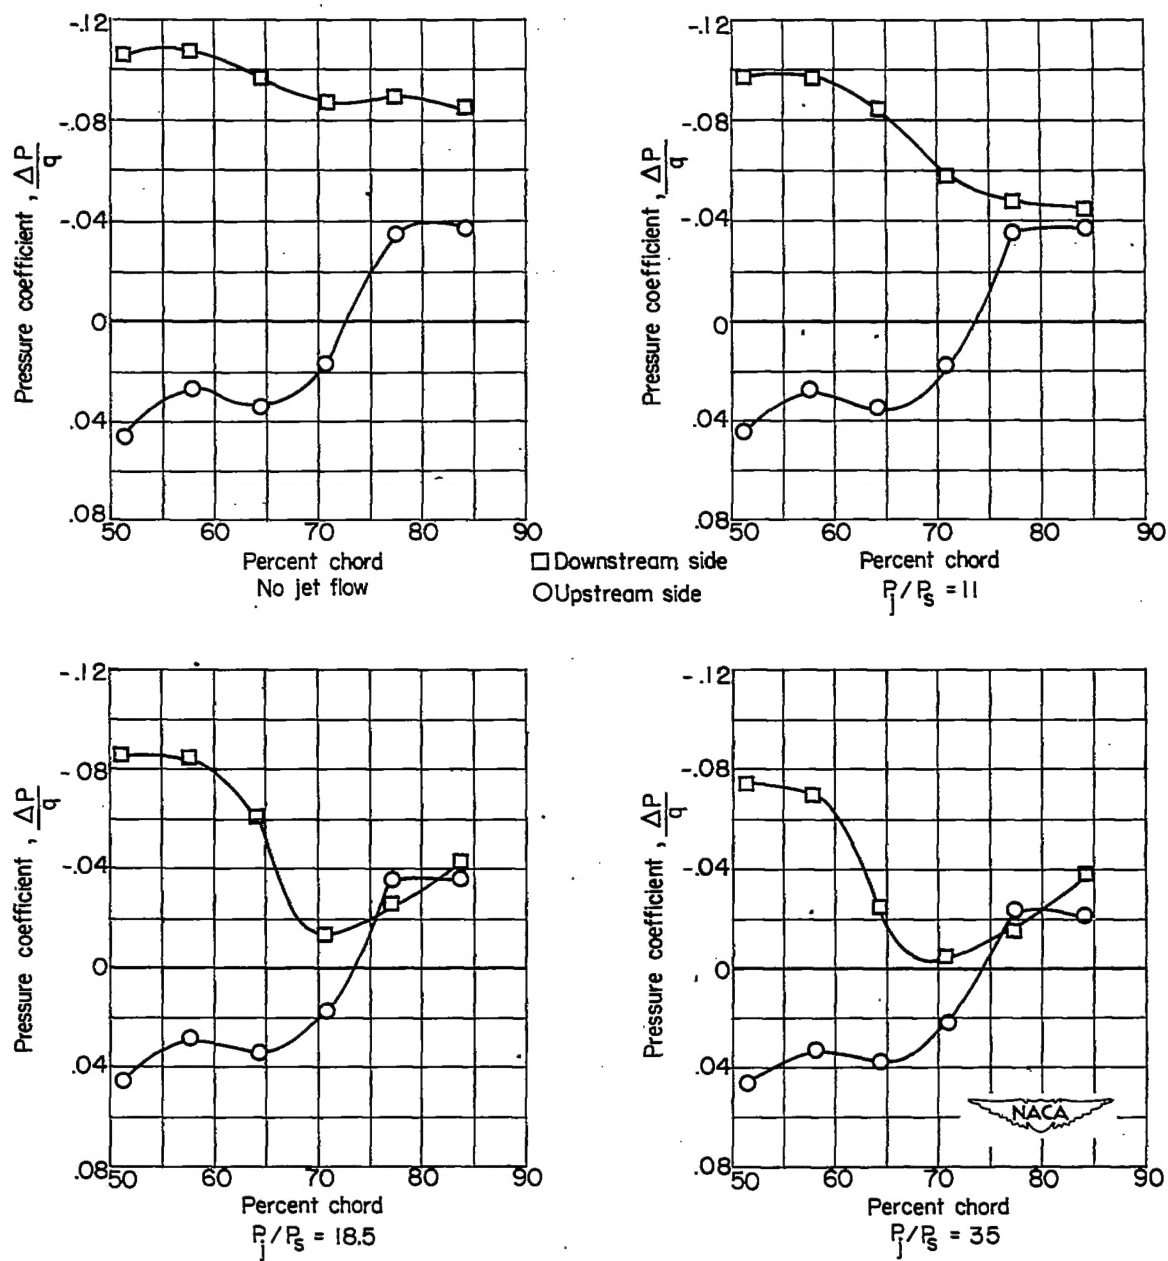 -.12
-.08
-.04
0
.04
.08
Pressure coefficient, ΔP/q
50 60 70 80 90
Percent chord
No jet flow
-.12
-.08
-.04
0
.04
.08
Pressure coefficient, ΔP/q
50 60 70 80 90
Percent chord
Pj/Ps = 11
□ Downstream side
○ Upstream side
-.12
-.08
-.04
0
.04
.08
Pressure coefficient, ΔP/q
50 60 70 80 90
Percent chord
Pj/Ps = 18.5
-.12
-.08
-.04
0
.04
.08
Pressure coefficient, ΔP/q
NACA
50 60 70 80 90
Percent chord
Pj/Ps = 35